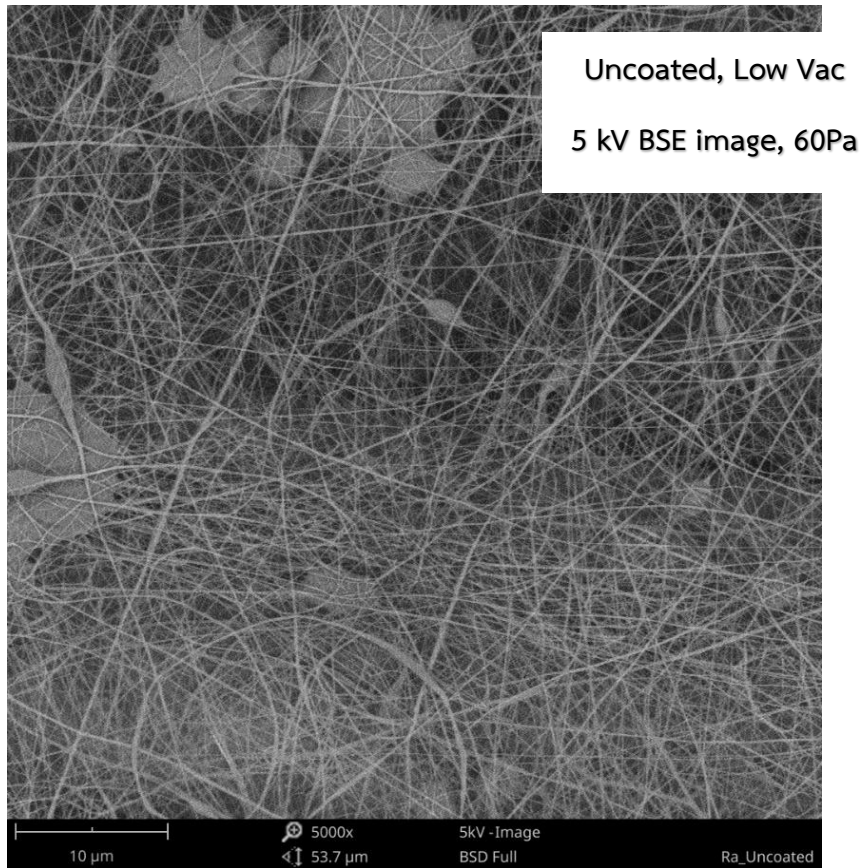 Uncoated, Low Vac
5 kV BSE image, 60Pa
5000x
5kV - Image
10 µm
53.7 µm
BSD Full
Ra_Uncoated